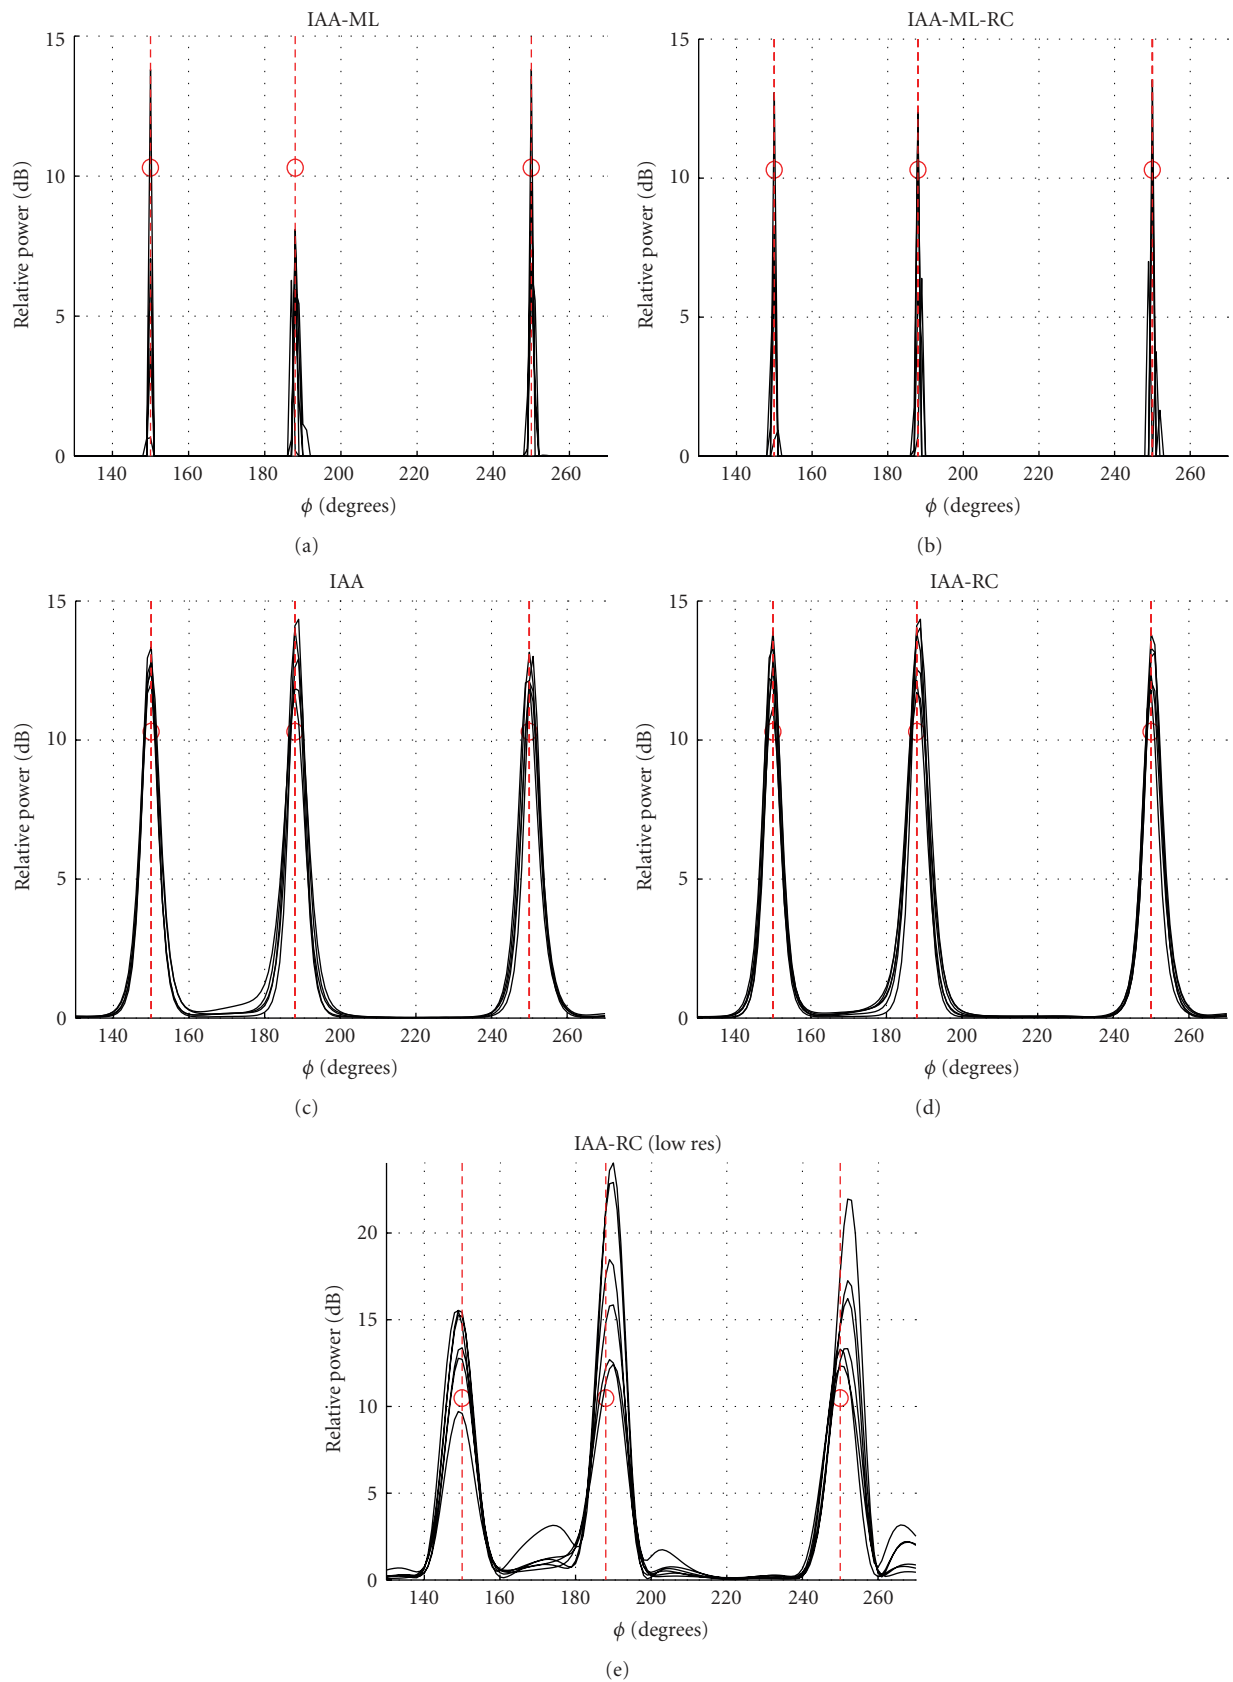 IAA-ML
15
10
5
0
Relative power (dB)
140 160 180 200 220 240 260
ϕ (degrees)
(a)
IAA-ML-RC
15
10
5
0
Relative power (dB)
140 160 180 200 220 240 260
ϕ (degrees)
(b)
IAA
15
10
5
0
Relative power (dB)
140 160 180 200 220 240 260
ϕ (degrees)
(c)
IAA-RC
15
10
5
0
Relative power (dB)
140 160 180 200 220 240 260
ϕ (degrees)
(d)
IAA-RC (low res)
20
15
10
5
0
Relative power (dB)
140 160 180 200 220 240 260
ϕ (degrees)
(e)